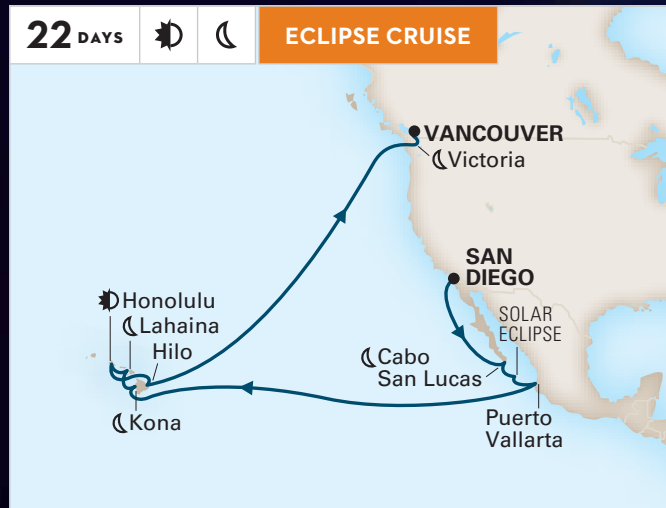 22 DAYS
ECLIPSE CRUISE
VANCOUVER
Victoria
SAN
DIEGO
SOLAR
ECLIPSE
Honolulu
Lahaina
Hilo
Cabo
San Lucas
Kona
Puerto
Vallarta